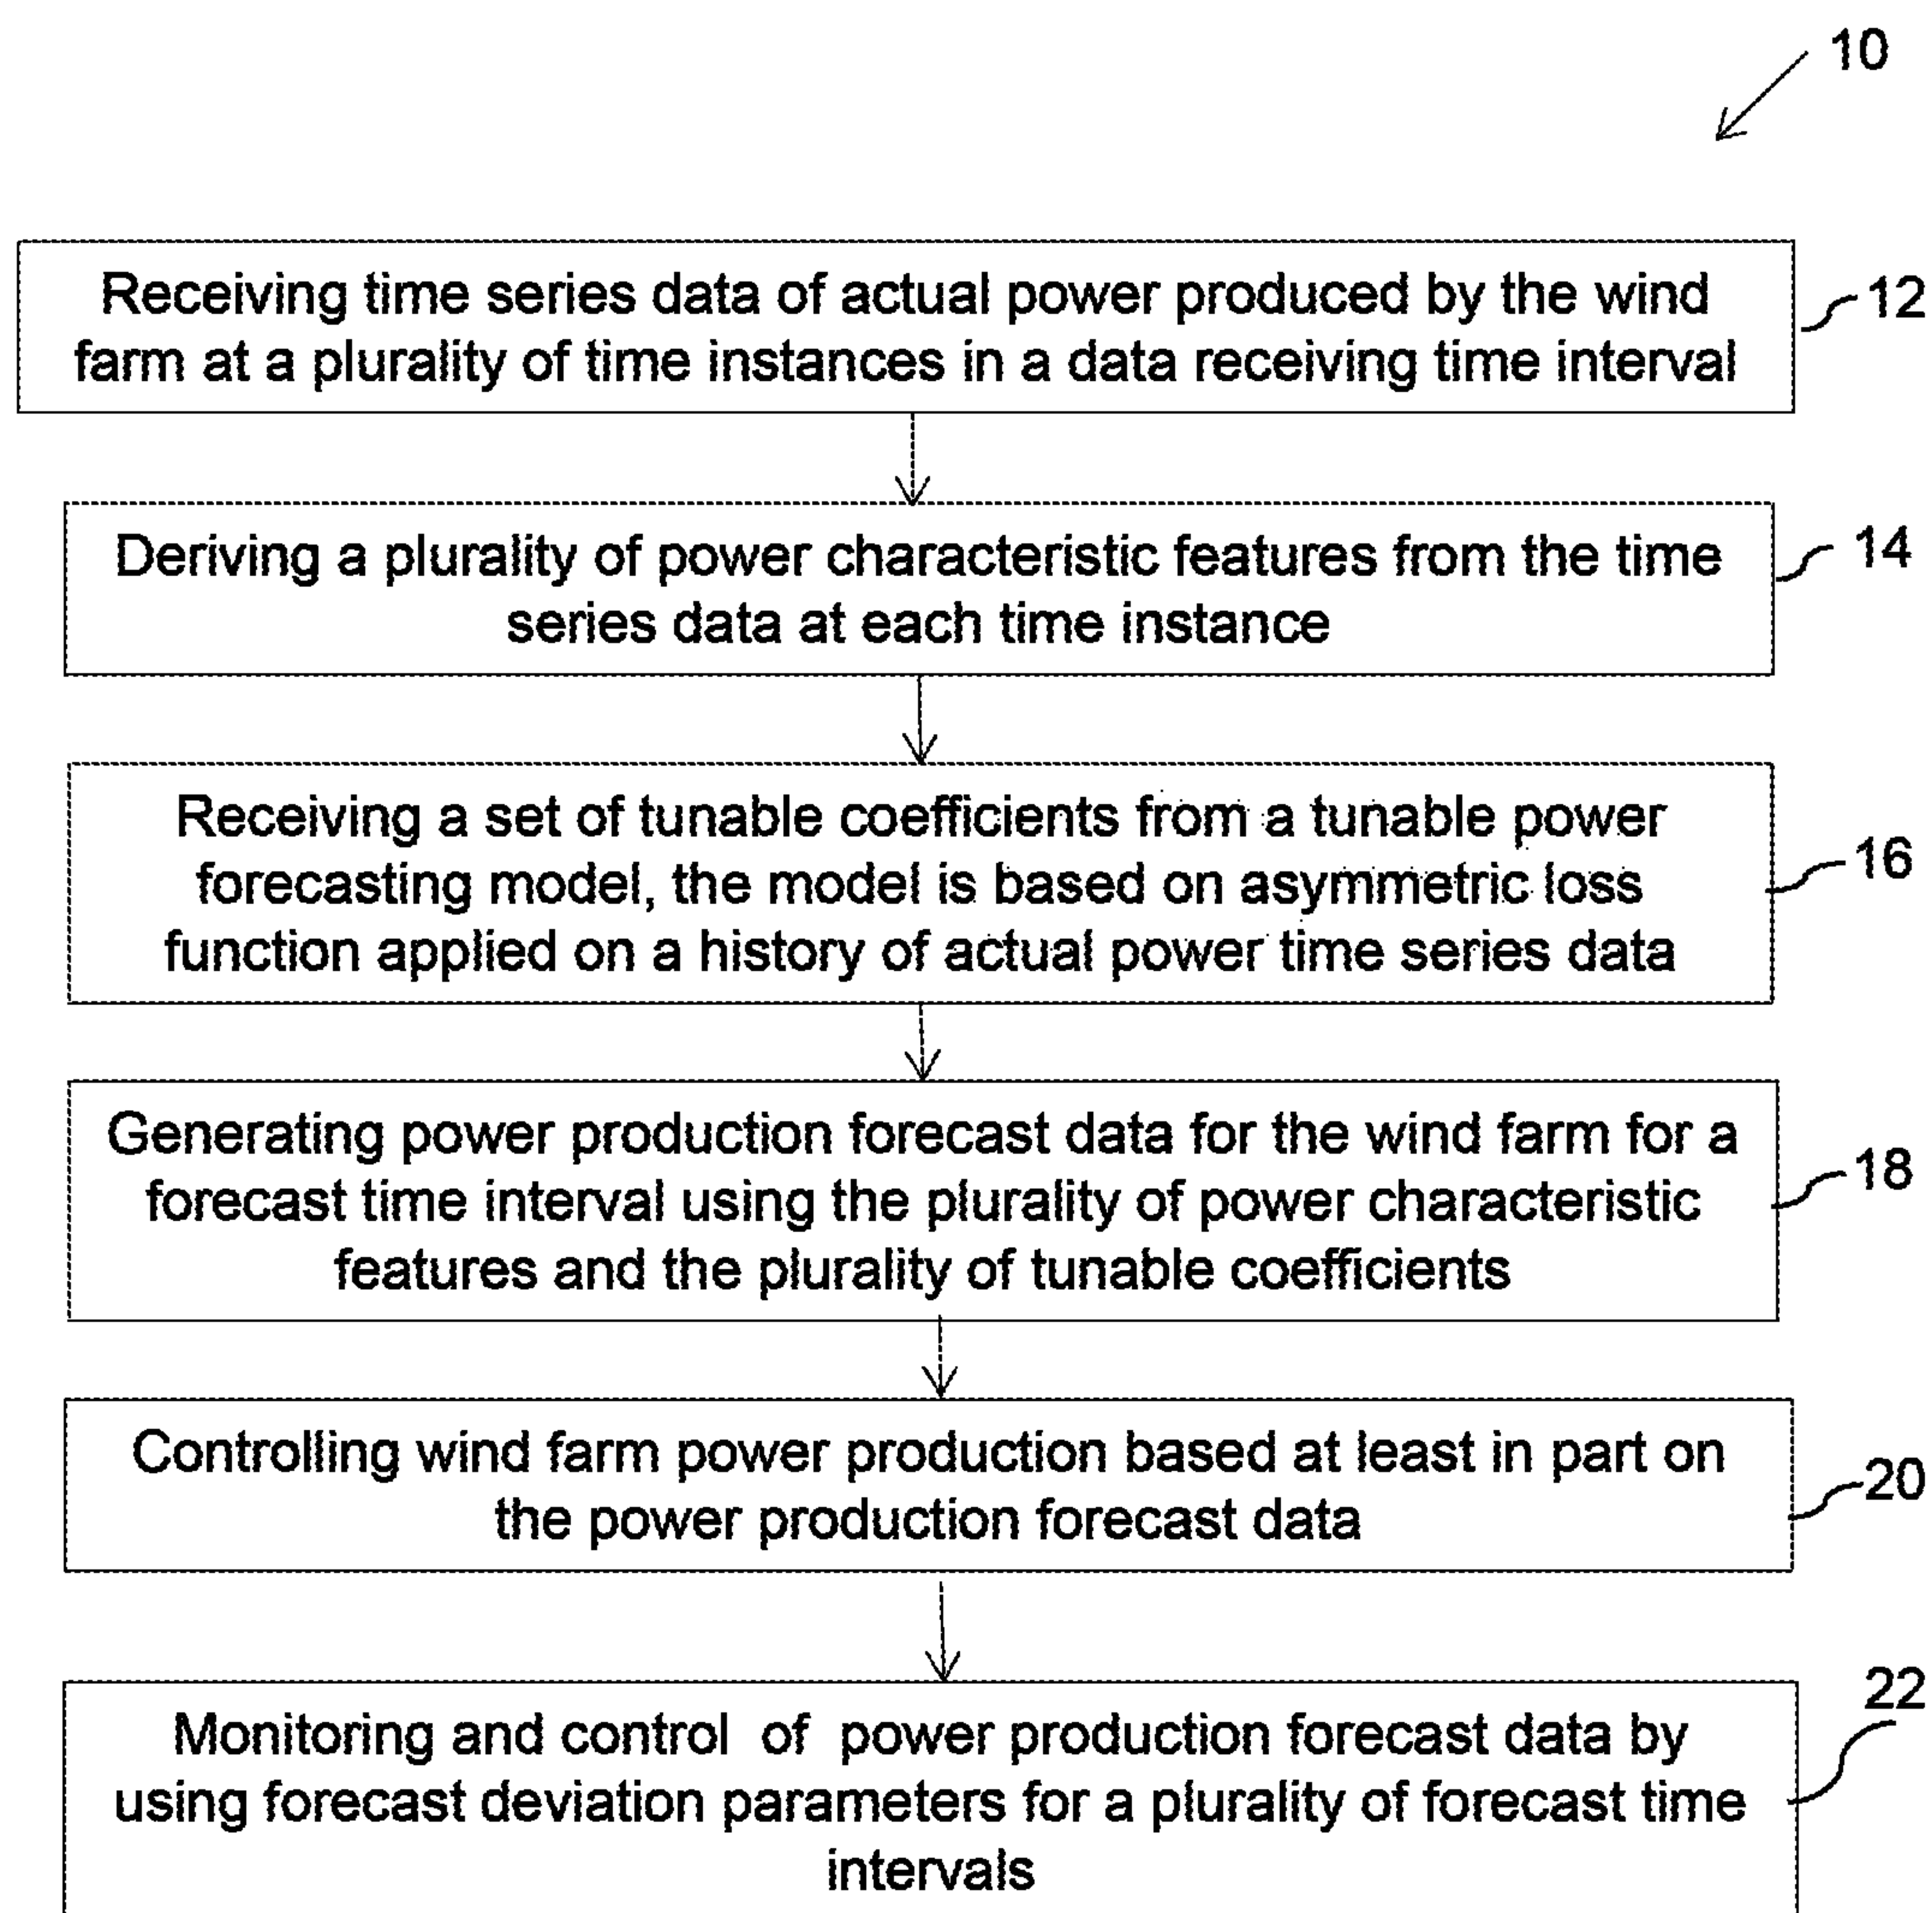 10
Receiving time series data of actual power produced by the wind
farm at a plurality of time instances in a data receiving time interval
12
Deriving a plurality of power characteristic features from the time
series data at each time instance
14
Receiving a set of tunable coefficients from a tunable power
forecasting model, the model is based on asymmetric loss
function applied on a history of actual power time series data
16
Generating power production forecast data for the wind farm for a
forecast time interval using the plurality of power characteristic
features and the plurality of tunable coefficients
18
Controlling wind farm power production based at least in part on
the power production forecast data
20
Monitoring and control of power production forecast data by
using forecast deviation parameters for a plurality of forecast time
intervals
22